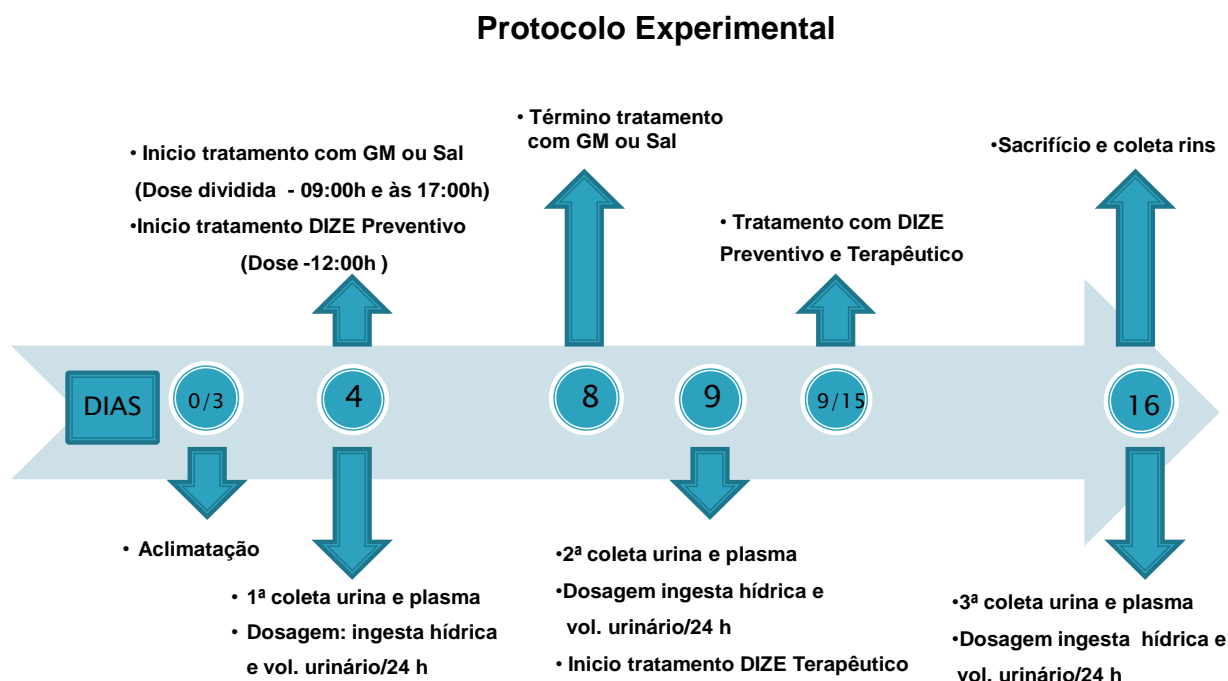 Protocolo Experimental
• Inicio tratamento com GM ou Sal
(Dose dividida - 09:00h e às 17:00h)
•Inicio tratamento DIZE Preventivo
(Dose -12:00h )
• Término tratamento
com GM ou Sal
• Tratamento com DIZE
Preventivo e Terapêutico
•Sacrifício e coleta rins
DIAS
0/3
4
8
9
9/15
16
• Aclimatação
• 1ª coleta urina e plasma
• Dosagem: ingesta hídrica
e vol. urinário/24 h
•2ª coleta urina e plasma
•Dosagem ingesta hídrica e
vol. urinário/24 h
• Inicio tratamento DIZE Terapêutico
•3ª coleta urina e plasma
•Dosagem ingesta hídrica e
vol. urinário/24 h